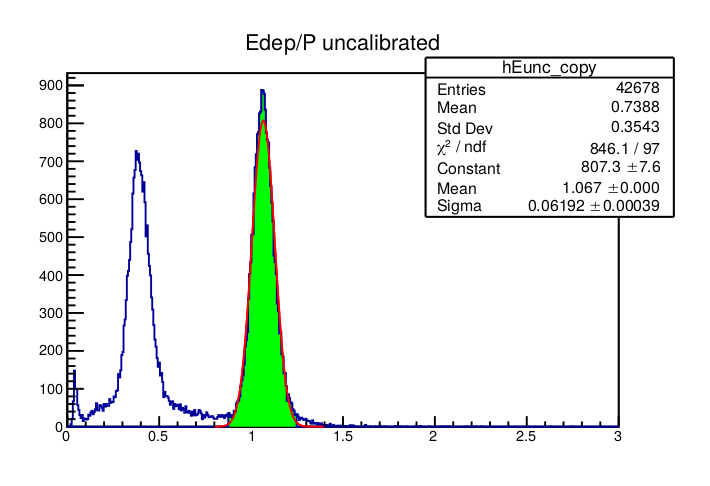 Edep/P uncalibrated
hEunc_copy
Entries 42678
Mean 0.7388
Std Dev 0.3543
χ² / ndf 846.1 / 97
Constant 807.3 ±7.6
Mean 1.067 ±0.000
Sigma 0.06192 ±0.00039
900
800
700
600
500
400
300
200
100
0
0 0.5 1 1.5 2 2.5 3